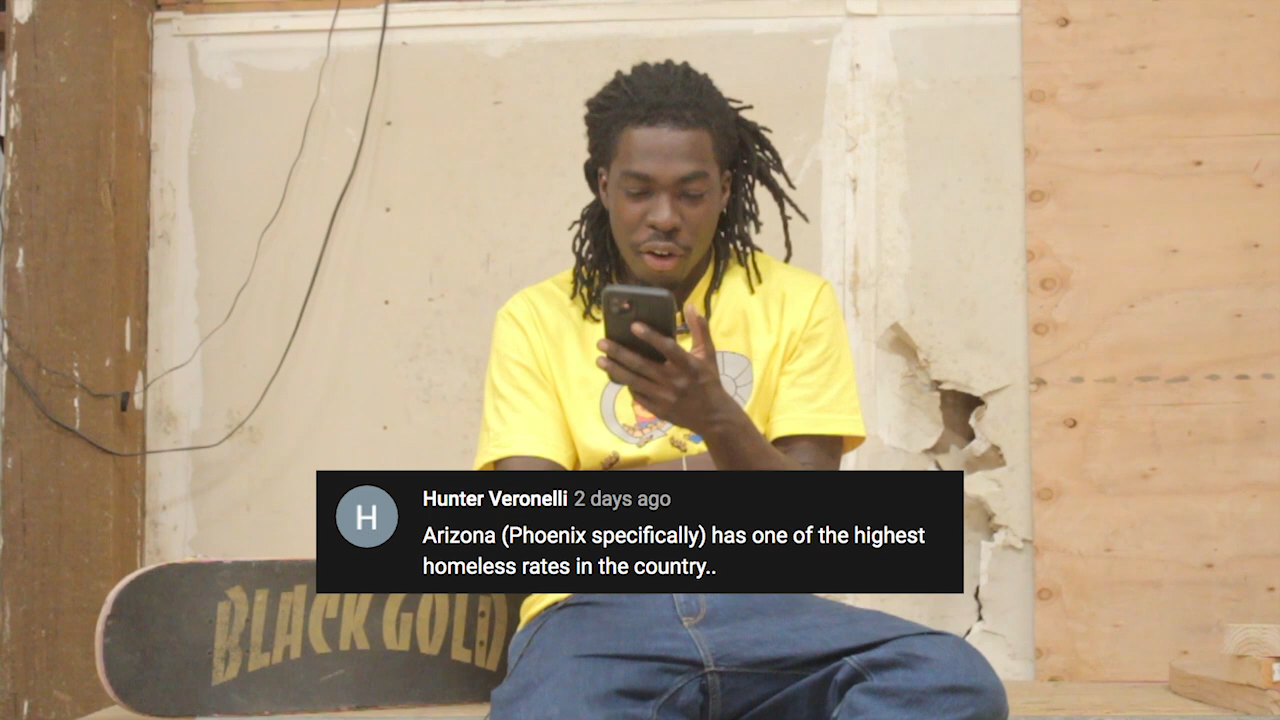 H
Hunter Veronelli 2 days ago
Arizona (Phoenix specifically) has one of the highest
homeless rates in the country..
BLACK GOLD